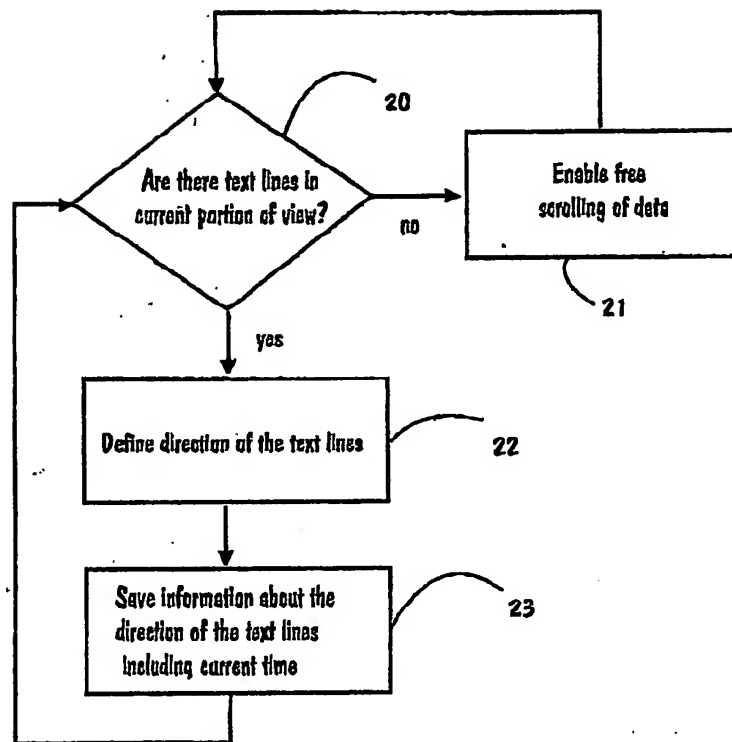 20
Are there text lines in
current portion of view?
no
Enable free
scrolling of data
21
yes
Define direction of the text lines
22
Save information about the
direction of the text lines
including current time
23